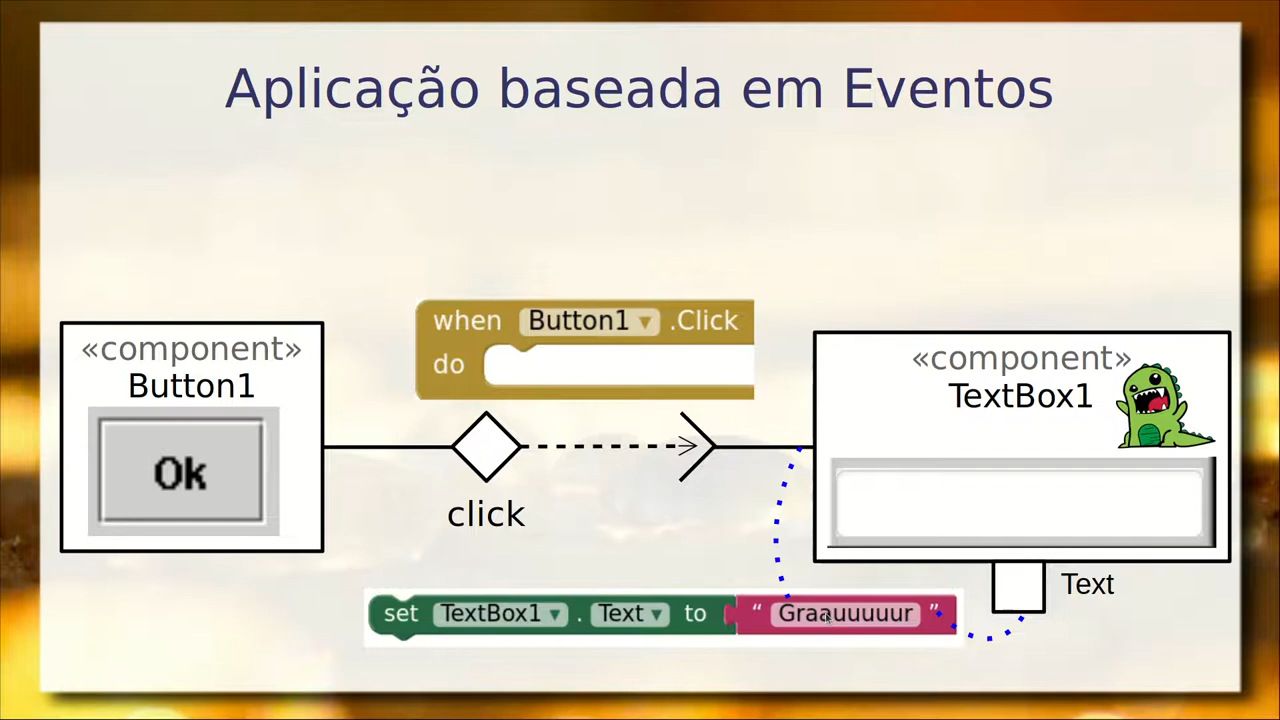 Aplicação baseada em Eventos
when Button1 ▾ .Click
do
«component»
Button1
Ok
click
«component»
TextBox1
Text
set TextBox1 ▾ . Text ▾ to “ Graauuuuur ”